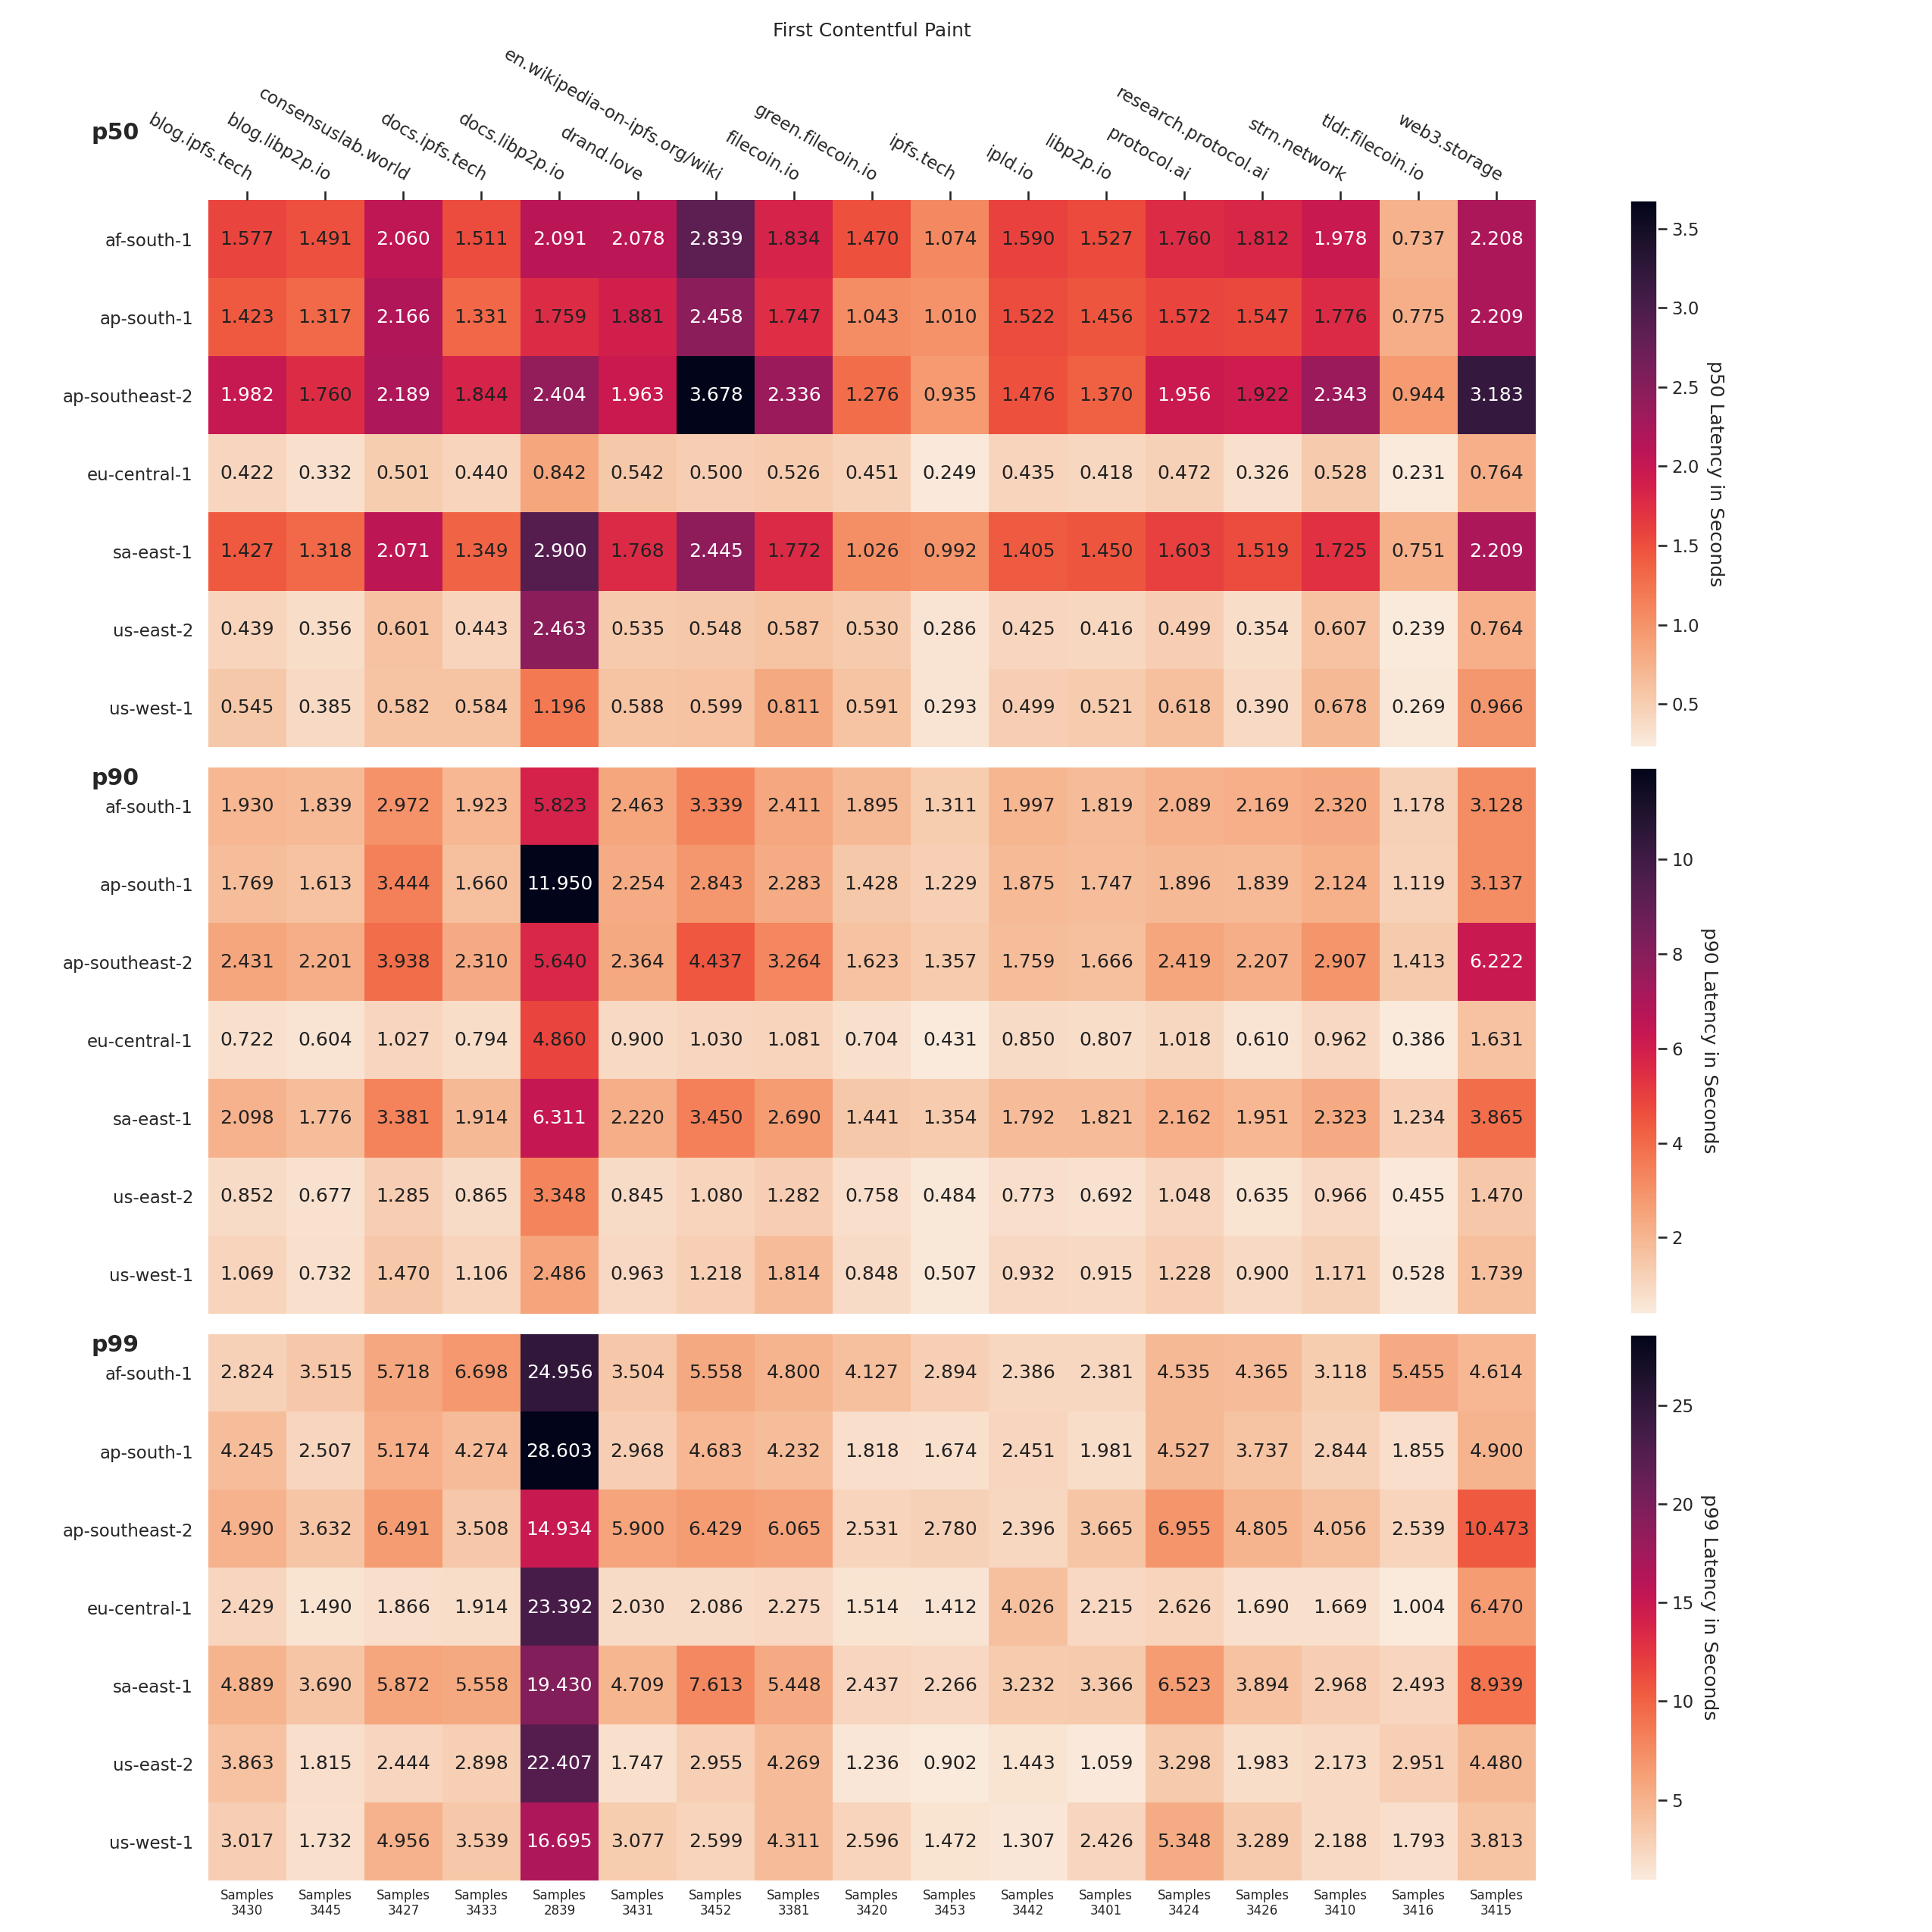 First Contentful Paint
p50
blog.ipfs.tech
blog.libp2p.io
consensuslab.world
docs.ipfs.tech
docs.libp2p.io
drand.love
en.wikipedia-on-ipfs.org/wiki
filecoin.io
green.filecoin.io
ipfs.tech
ipld.io
libp2p.io
protocol.ai
research.protocol.ai
strn.network
tldr.filecoin.io
web3.storage
af-south-1 1.577 1.491 2.060 1.511 2.091 2.078 2.839 1.834 1.470 1.074 1.590 1.527 1.760 1.812 1.978 0.737 2.208
ap-south-1 1.423 1.317 2.166 1.331 1.759 1.881 2.458 1.747 1.043 1.010 1.522 1.456 1.572 1.547 1.776 0.775 2.209
ap-southeast-2 1.982 1.760 2.189 1.844 2.404 1.963 3.678 2.336 1.276 0.935 1.476 1.370 1.956 1.922 2.343 0.944 3.183
eu-central-1 0.422 0.332 0.501 0.440 0.842 0.542 0.500 0.526 0.451 0.249 0.435 0.418 0.472 0.326 0.528 0.231 0.764
sa-east-1 1.427 1.318 2.071 1.349 2.900 1.768 2.445 1.772 1.026 0.992 1.405 1.450 1.603 1.519 1.725 0.751 2.209
us-east-2 0.439 0.356 0.601 0.443 2.463 0.535 0.548 0.587 0.530 0.286 0.425 0.416 0.499 0.354 0.607 0.239 0.764
us-west-1 0.545 0.385 0.582 0.584 1.196 0.588 0.599 0.811 0.591 0.293 0.499 0.521 0.618 0.390 0.678 0.269 0.966
3.5
3.0
2.5
2.0
1.5
1.0
0.5
p50 Latency in Seconds
p90
af-south-1 1.930 1.839 2.972 1.923 5.823 2.463 3.339 2.411 1.895 1.311 1.997 1.819 2.089 2.169 2.320 1.178 3.128
ap-south-1 1.769 1.613 3.444 1.660 11.950 2.254 2.843 2.283 1.428 1.229 1.875 1.747 1.896 1.839 2.124 1.119 3.137
ap-southeast-2 2.431 2.201 3.938 2.310 5.640 2.364 4.437 3.264 1.623 1.357 1.759 1.666 2.419 2.207 2.907 1.413 6.222
eu-central-1 0.722 0.604 1.027 0.794 4.860 0.900 1.030 1.081 0.704 0.431 0.850 0.807 1.018 0.610 0.962 0.386 1.631
sa-east-1 2.098 1.776 3.381 1.914 6.311 2.220 3.450 2.690 1.441 1.354 1.792 1.821 2.162 1.951 2.323 1.234 3.865
us-east-2 0.852 0.677 1.285 0.865 3.348 0.845 1.080 1.282 0.758 0.484 0.773 0.692 1.048 0.635 0.966 0.455 1.470
us-west-1 1.069 0.732 1.470 1.106 2.486 0.963 1.218 1.814 0.848 0.507 0.932 0.915 1.228 0.900 1.171 0.528 1.739
10
8
6
4
2
p90 Latency in Seconds
p99
af-south-1 2.824 3.515 5.718 6.698 24.956 3.504 5.558 4.800 4.127 2.894 2.386 2.381 4.535 4.365 3.118 5.455 4.614
ap-south-1 4.245 2.507 5.174 4.274 28.603 2.968 4.683 4.232 1.818 1.674 2.451 1.981 4.527 3.737 2.844 1.855 4.900
ap-southeast-2 4.990 3.632 6.491 3.508 14.934 5.900 6.429 6.065 2.531 2.780 2.396 3.665 6.955 4.805 4.056 2.539 10.473
eu-central-1 2.429 1.490 1.866 1.914 23.392 2.030 2.086 2.275 1.514 1.412 4.026 2.215 2.626 1.690 1.669 1.004 6.470
sa-east-1 4.889 3.690 5.872 5.558 19.430 4.709 7.613 5.448 2.437 2.266 3.232 3.366 6.523 3.894 2.968 2.493 8.939
us-east-2 3.863 1.815 2.444 2.898 22.407 1.747 2.955 4.269 1.236 0.902 1.443 1.059 3.298 1.983 2.173 2.951 4.480
us-west-1 3.017 1.732 4.956 3.539 16.695 3.077 2.599 4.311 2.596 1.472 1.307 2.426 5.348 3.289 2.188 1.793 3.813
25
20
15
10
5
p99 Latency in Seconds
Samples Samples Samples Samples Samples Samples Samples Samples Samples Samples Samples Samples Samples Samples Samples Samples Samples
3430 3445 3427 3433 2839 3431 3452 3381 3420 3453 3442 3401 3424 3426 3410 3416 3415